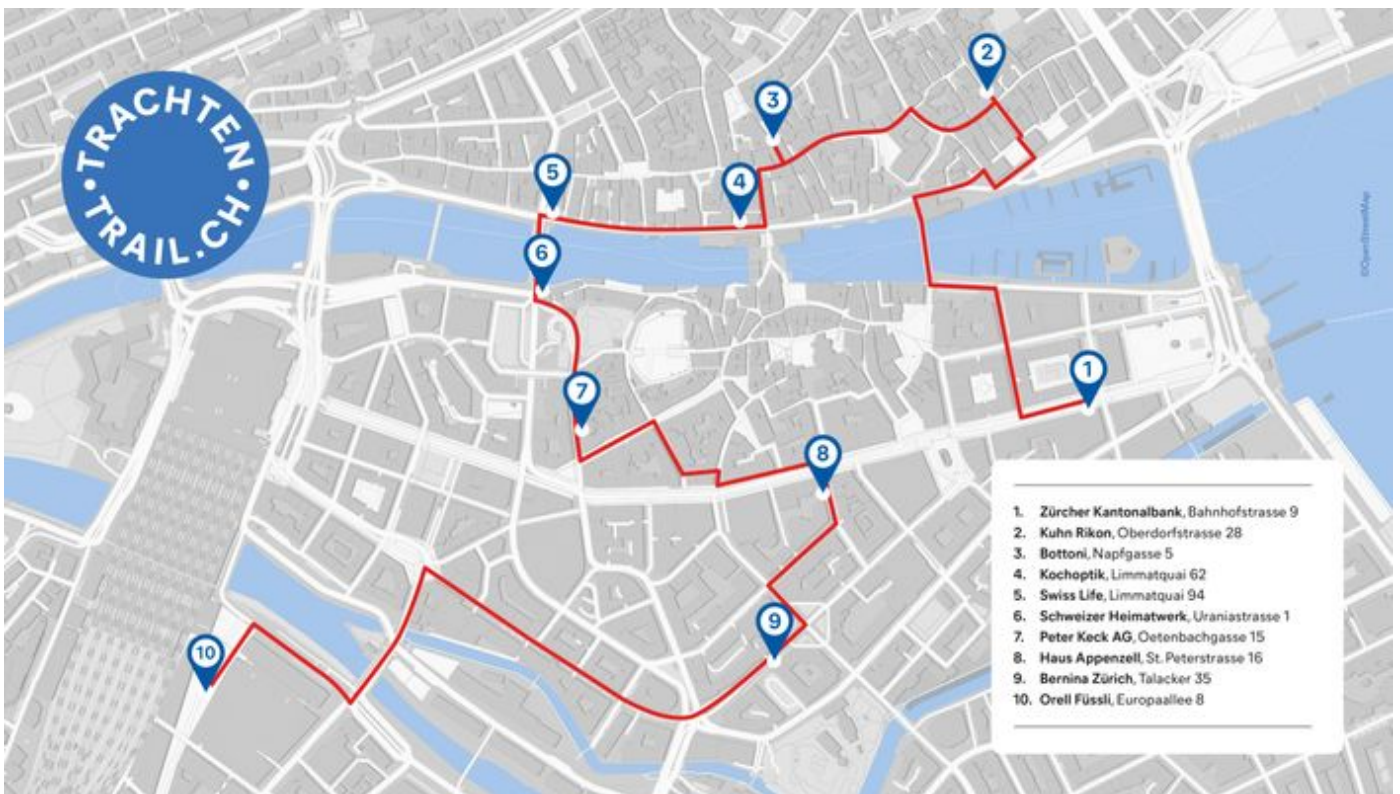 • TRACHTEN •
TRAIL.CH
2
3
5
4
6
1
7
8
9
10
©OpenStreetMap
1. Zürcher Kantonalbank, Bahnhofstrasse 9
2. Kuhn Rikon, Oberdorfstrasse 28
3. Bottoni, Napfgasse 5
4. Kochoptik, Limmatquai 62
5. Swiss Life, Limmatquai 94
6. Schweizer Heimatwerk, Uraniastrasse 1
7. Peter Keck AG, Oetenbachgasse 15
8. Haus Appenzell, St. Peterstrasse 16
9. Bernina Zürich, Talacker 35
10. Orell Füssli, Europaallee 8